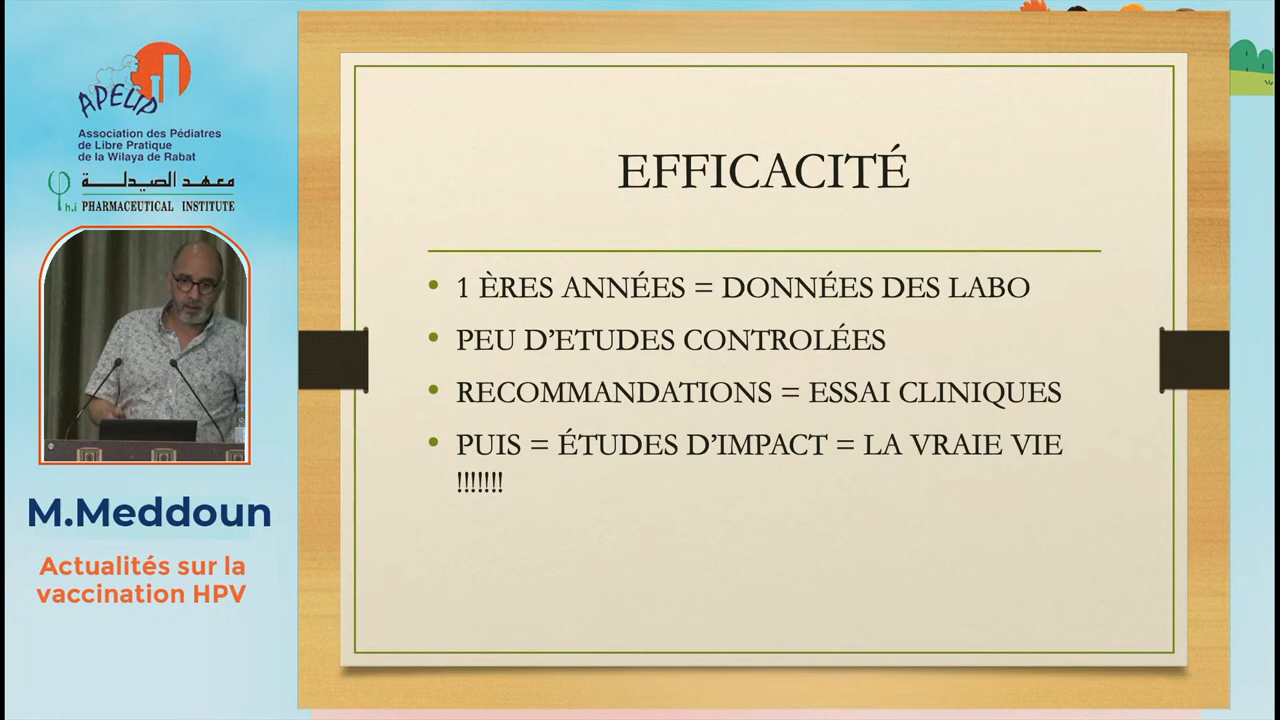 APELIP
Association des Pédiatres
de Libre Pratique
de la Wilaya de Rabat
معهد الصيدلة
h.i PHARMACEUTICAL INSTITUTE
M.Meddoun
Actualités sur la
vaccination HPV
EFFICACITÉ
• 1 ÈRES ANNÉES = DONNÉES DES LABO
• PEU D'ETUDES CONTROLÉES
• RECOMMANDATIONS = ESSAI CLINIQUES
• PUIS = ÉTUDES D'IMPACT = LA VRAIE VIE
!!!!!!!